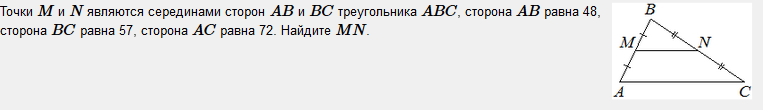 Точки M и N являются серединами сторон AB и BC треугольника ABC, сторона AB равна 48,
сторона BC равна 57, сторона AC равна 72. Найдите MN.
B
M
N
A
C